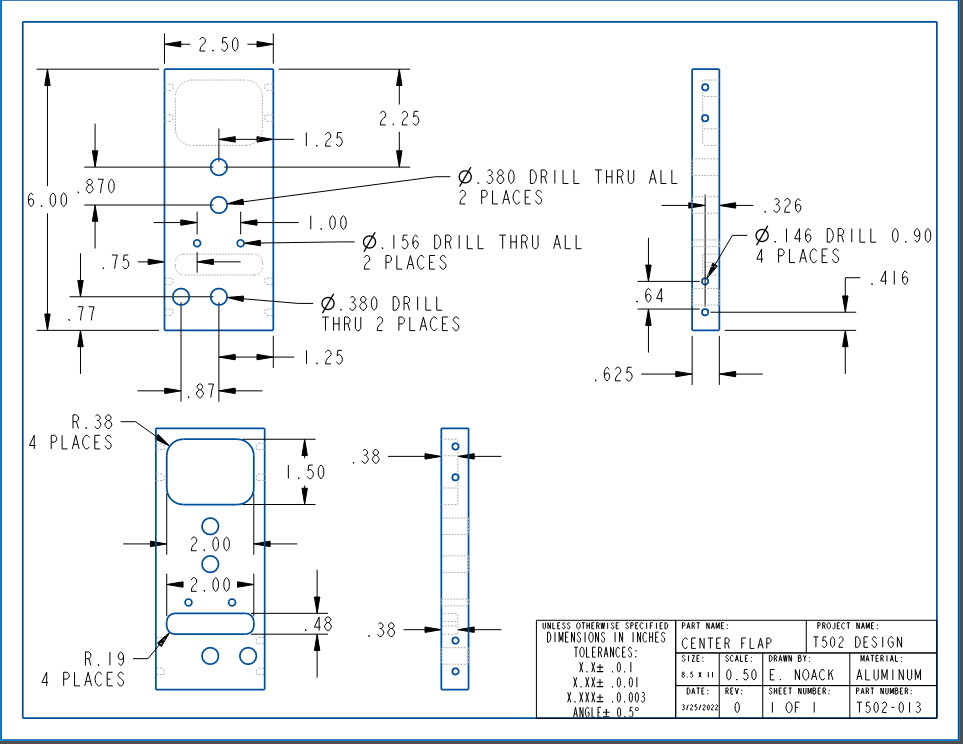 2.50
2.25
1.25
.870
6.00
Ø.380 DRILL THRU ALL
2 PLACES
1.00
Ø.156 DRILL THRU ALL
2 PLACES
.75
Ø.380 DRILL
THRU 2 PLACES
.77
1.25
.87
.326
Ø.146 DRILL 0.90
4 PLACES
.416
.64
.625
R.38
4 PLACES
1.50
2.00
2.00
.48
R.19
4 PLACES
.38
.38
UNLESS OTHERWISE SPECIFIED
DIMENSIONS IN INCHES
TOLERANCES:
X.X± .0.1
X.XX± .0.01
X.XXX± .0.003
ANGLE± 0.5°
PART NAME:
CENTER FLAP
PROJECT NAME:
T502 DESIGN
SIZE:
8.5 X 11
SCALE:
0.50
DRAWN BY:
E. NOACK
MATERIAL:
ALUMINUM
DATE:
3/25/2022
REV:
0
SHEET NUMBER:
1 OF 1
PART NUMBER:
T502-013